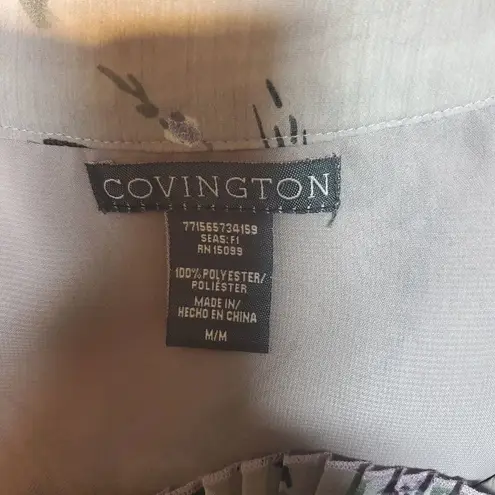 COVINGTON
771565734159
SEAS: F1
RN 15099
100% POLYESTER/
POLIÉSTER
MADE IN/
HECHO EN CHINA
M/M